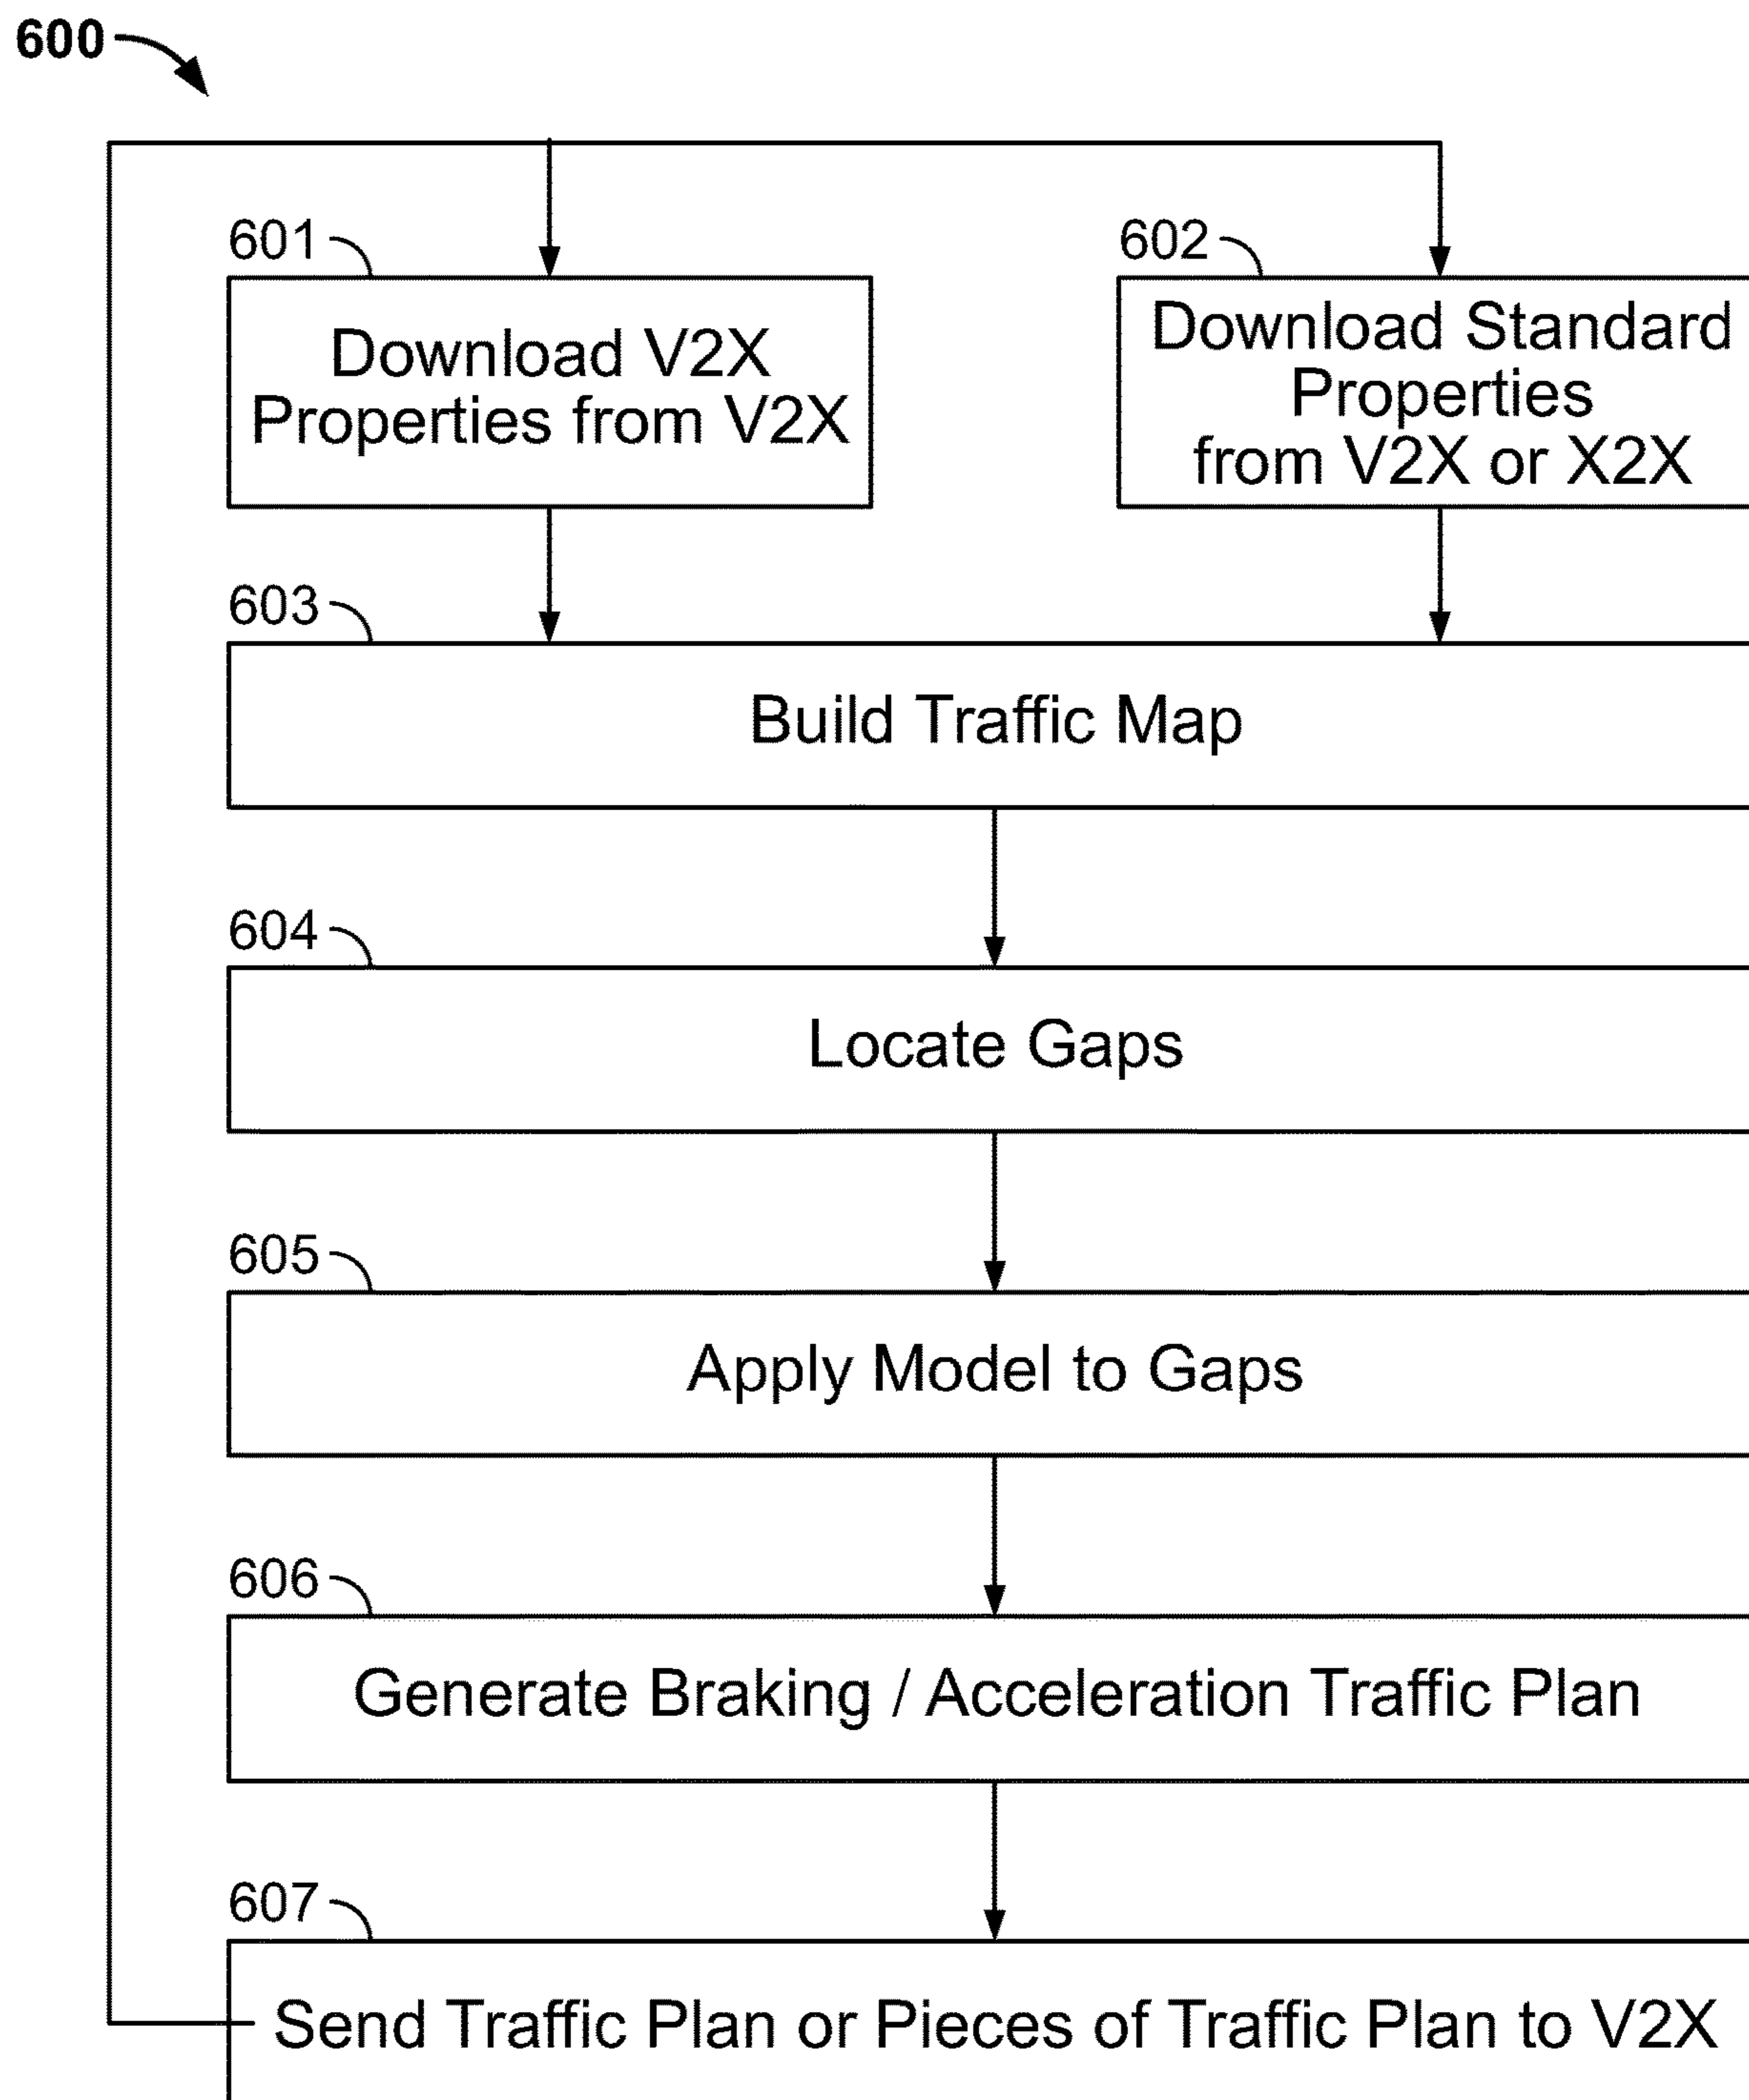 600
601
Download V2X
Properties from V2X
602
Download Standard
Properties
from V2X or X2X
603
Build Traffic Map
604
Locate Gaps
605
Apply Model to Gaps
606
Generate Braking / Acceleration Traffic Plan
607
Send Traffic Plan or Pieces of Traffic Plan to V2X